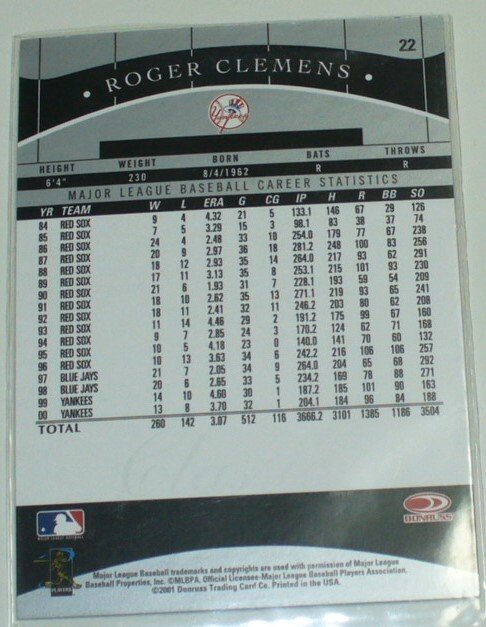 22
• ROGER CLEMENS •
Yankees
HEIGHT WEIGHT BORN BATS THROWS
6'4" 230 8/4/1962 R R
MAJOR LEAGUE BASEBALL CAREER STATISTICS
YR TEAM W L ERA G CG IP H R BB SO
84 RED SOX 9 4 4.32 21 5 133.1 146 67 29 126
85 RED SOX 7 5 3.29 15 3 98.1 83 38 37 74
86 RED SOX 24 4 2.48 33 10 254.0 179 77 67 238
87 RED SOX 20 9 2.97 36 18 281.2 248 100 83 256
88 RED SOX 18 12 2.93 35 14 264.0 217 93 62 291
89 RED SOX 17 11 3.13 35 8 253.1 215 101 93 230
90 RED SOX 21 6 1.93 31 7 228.1 193 59 54 209
91 RED SOX 18 10 2.62 35 13 271.1 219 93 65 241
92 RED SOX 18 11 2.41 32 11 246.2 203 80 62 208
93 RED SOX 11 14 4.46 29 2 191.2 175 99 67 160
94 RED SOX 9 7 2.85 24 3 170.2 124 62 71 168
95 RED SOX 10 5 4.18 23 0 140.0 141 70 60 132
96 RED SOX 10 13 3.63 34 6 242.2 216 106 106 257
97 BLUE JAYS 21 7 2.05 34 9 264.0 204 65 68 292
98 BLUE JAYS 20 6 2.65 33 5 234.2 169 78 88 271
99 YANKEES 14 10 4.60 30 1 187.2 185 101 90 163
00 YANKEES 13 8 3.70 32 1 204.1 184 96 84 188
TOTAL 260 142 3.07 512 116 3666.2 3101 1385 1186 3504
MAJOR LEAGUE BASEBALL
DONRUSS
PLAYERS
Major League Baseball trademarks and copyrights are used with permission of Major League
Baseball Properties, Inc. ©MLBPA, Official Licensee-Major League Baseball Players Association.
©2001 Donruss Trading Card Co. Printed in the USA.